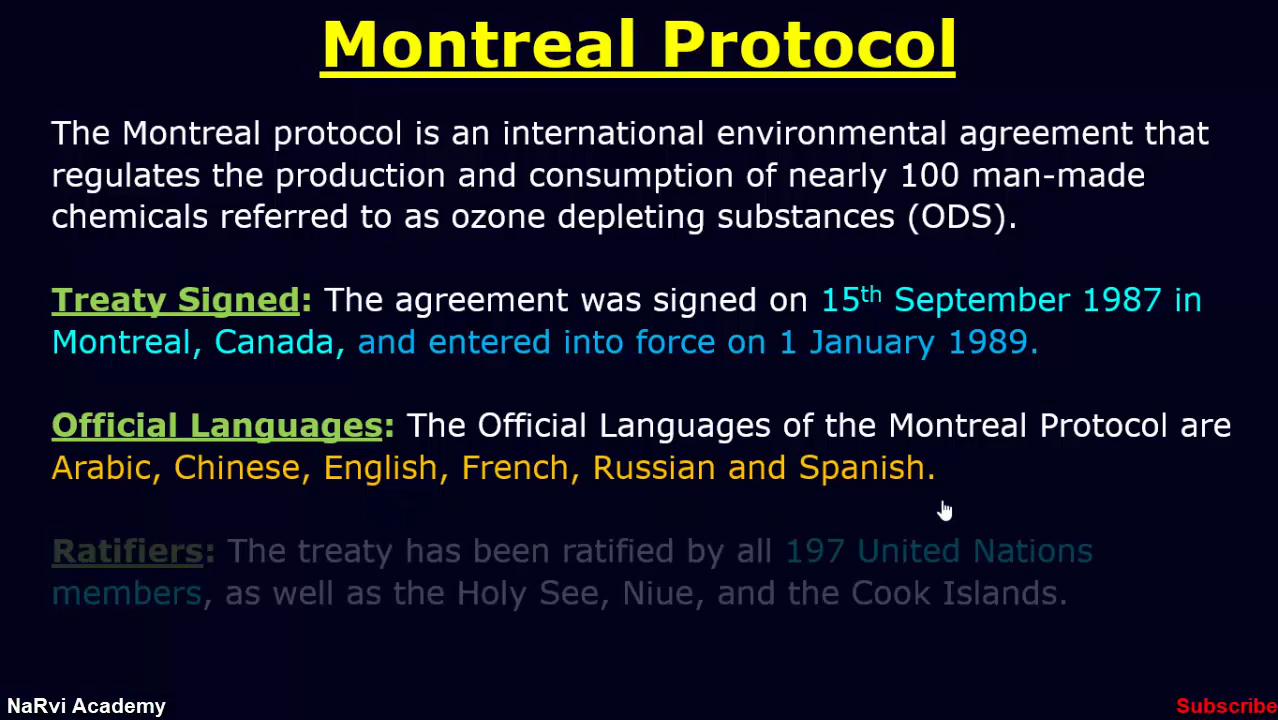 Montreal Protocol
The Montreal protocol is an international environmental agreement that
regulates the production and consumption of nearly 100 man-made
chemicals referred to as ozone depleting substances (ODS).
Treaty Signed: The agreement was signed on 15th September 1987 in
Montreal, Canada, and entered into force on 1 January 1989.
Official Languages: The Official Languages of the Montreal Protocol are
Arabic, Chinese, English, French, Russian and Spanish.
Ratifiers: The treaty has been ratified by all 197 United Nations
members, as well as the Holy See, Niue, and the Cook Islands.
NaRvi Academy
Subscribe